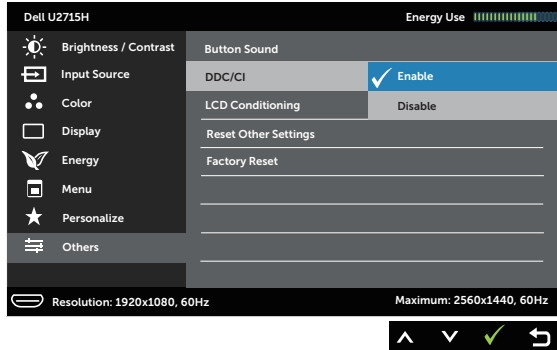 Dell U2715H
Energy Use
Brightness / Contrast
Input Source
Color
Display
Energy
Menu
Personalize
Others
Button Sound
DDC/CI
LCD Conditioning
Reset Other Settings
Factory Reset
Enable
Disable
Resolution: 1920x1080, 60Hz
Maximum: 2560x1440, 60Hz